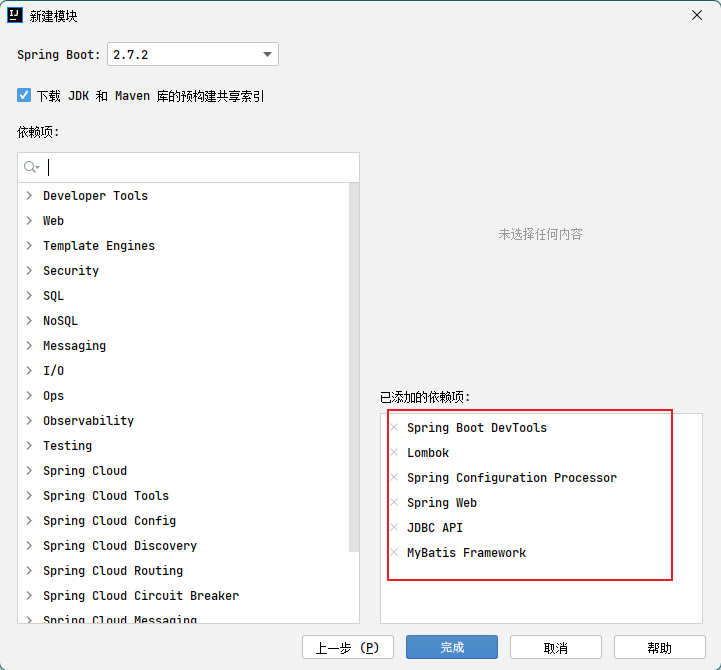 新建模块
Spring Boot: 2.7.2
下载 JDK 和 Maven 库的预构建共享索引
依赖项:
Developer Tools
Web
Template Engines
Security
SQL
NoSQL
Messaging
I/O
Ops
Observability
Testing
Spring Cloud
Spring Cloud Tools
Spring Cloud Config
Spring Cloud Discovery
Spring Cloud Routing
Spring Cloud Circuit Breaker
Spring Cloud Messaging
未选择任何内容
已添加的依赖项:
Spring Boot DevTools
Lombok
Spring Configuration Processor
Spring Web
JDBC API
MyBatis Framework
上一步 (P) 完成 取消 帮助